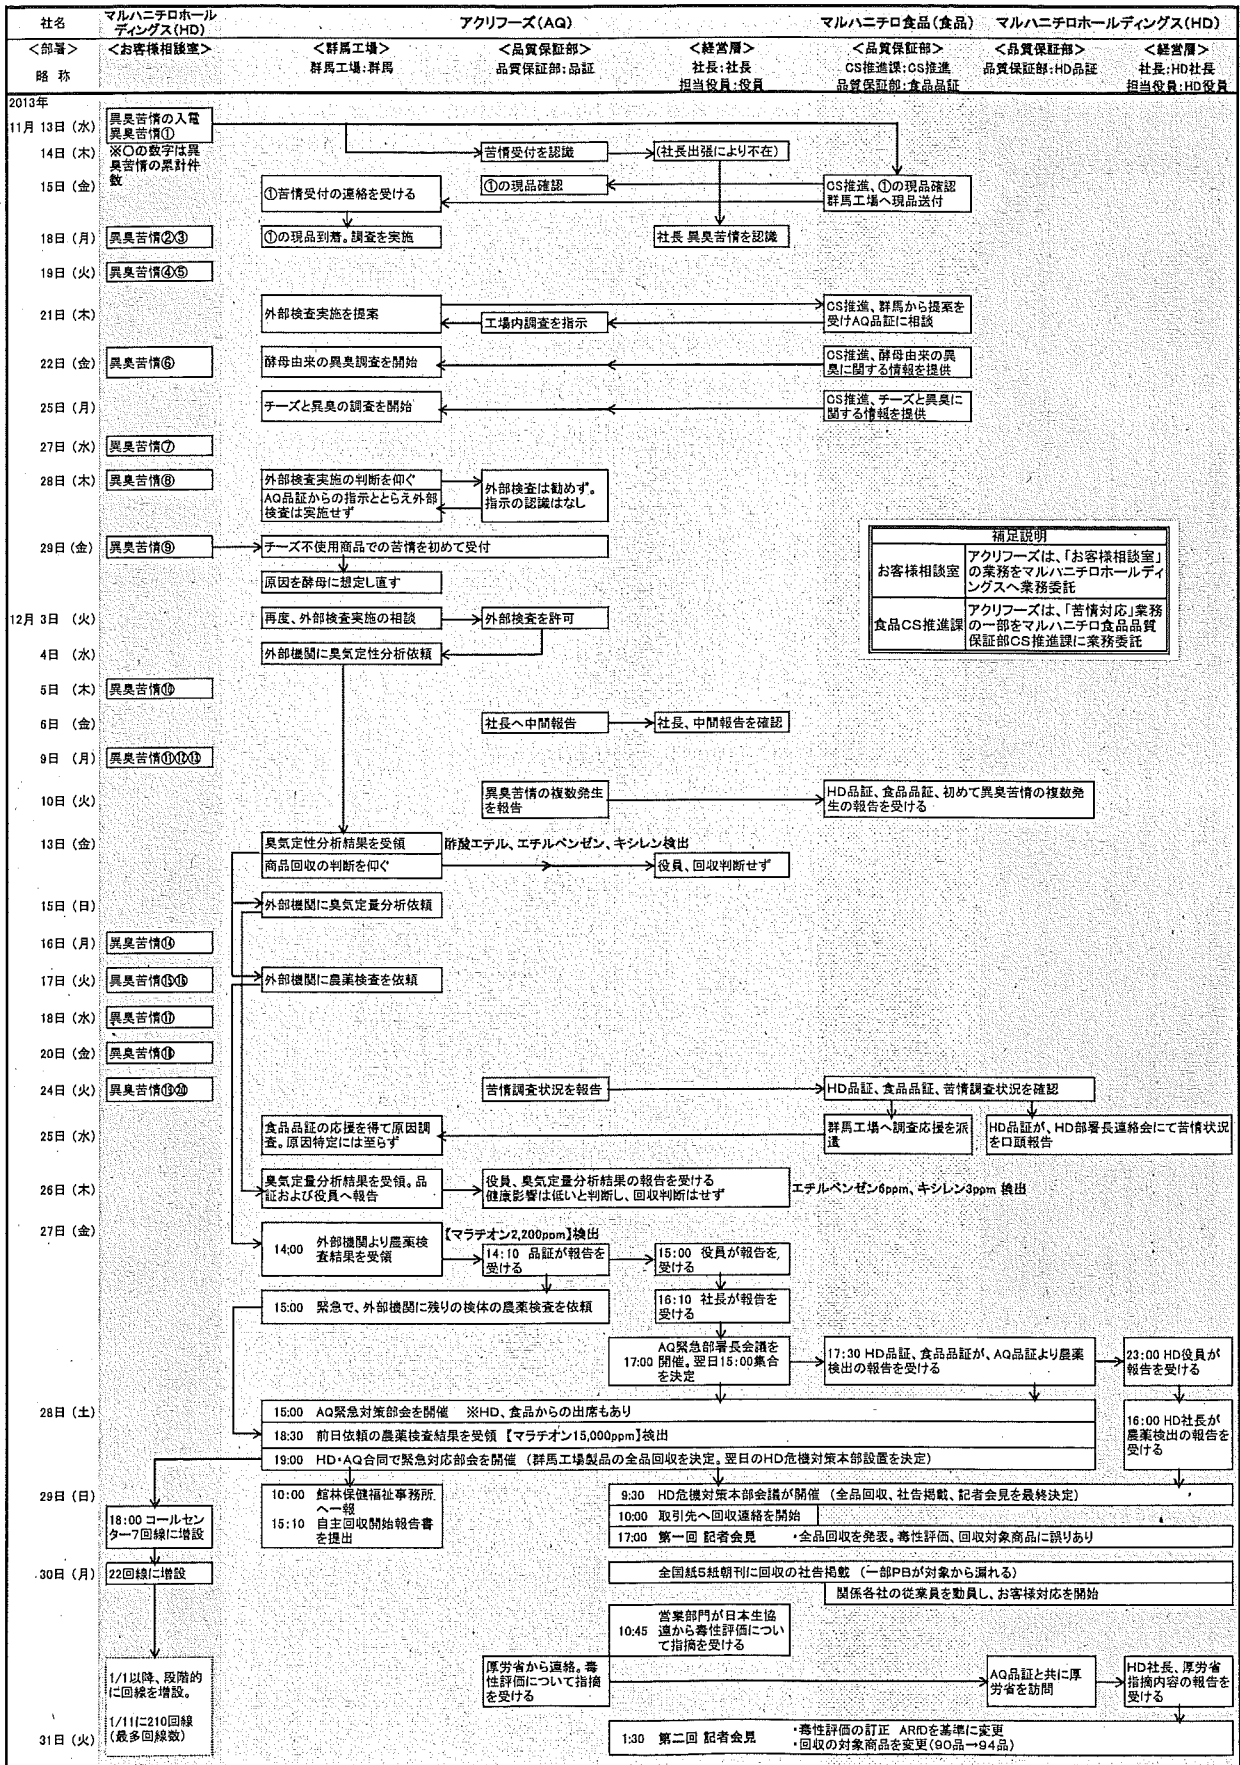 社名
マルハニチロホール
ディングス(HD)
アクリフーズ(AQ)
マルハニチロ食品(食品)
マルハニチロホールディングス(HD)
<部署>
<お客様相談室>
<群馬工場>
<品質保証部>
<経営層>
<品質保証部>
<品質保証部>
<経営層>
略 称
群馬工場:群馬
品質保証部:品証
社長:社長
担当役員:役員
CS推進課:CS推進
品質保証部:食品品証
品質保証部:HD品証
社長:HD社長
担当役員:HD役員
2013年
11月 13日(水)
異臭苦情の入電
異臭苦情①
※〇の数字は異
臭苦情の累計件
数
14日(木)
苦情受付を認識
(社長出張により不在)
15日(金)
①苦情受付の連絡を受ける
①の現品確認
CS推進、①の現品確認
群馬工場へ現品送付
18日(月)
異臭苦情②③
①の現品到着。調査を実施
社長 異臭苦情を認識
19日(火)
異臭苦情④⑤
21日(木)
外部検査実施を提案
工場内調査を指示
CS推進、群馬から提案を
受けAQ品証に相談
22日(金)
異臭苦情⑥
酵母由来の異臭調査を開始
CS推進、酵母由来の異
臭に関する情報を提供
25日(月)
チーズと異臭の調査を開始
CS推進、チーズと異臭に
関する情報を提供
27日(水)
異臭苦情⑦
28日(木)
異臭苦情⑧
外部検査実施の判断を仰ぐ
AQ品証からの指示ととらえ外部
検査は実施せず
外部検査は勧めず。
指示の認識はなし
29日(金)
異臭苦情⑨
チーズ不使用商品での苦情を初めて受付
原因を酵母に想定し直す
補足説明
お客様相談室
アクリフーズは、「お客様相談室」
の業務をマルハニチロホールディ
ングスへ業務委託
食品CS推進課
アクリフーズは、「苦情対応」業務
の一部をマルハニチロ食品品質
保証部CS推進課に業務委託
12月 3日(火)
再度、外部検査実施の相談
外部検査を許可
4日(水)
外部機関に臭気定性分析依頼
5日(木)
異臭苦情⑩
6日(金)
社長へ中間報告
社長、中間報告を確認
9日(月)
異臭苦情⑪⑫⑬
10日(火)
異臭苦情の複数発生
を報告
HD品証、食品品証、初めて異臭苦情の複数発
生の報告を受ける
13日(金)
臭気定性分析結果を受領
酢酸エチル、エチルベンゼン、キシレン検出
商品回収の判断を仰ぐ
役員、回収判断せず
15日(日)
外部機関に臭気定量分析依頼
16日(月)
異臭苦情⑭
17日(火)
異臭苦情⑮⑯
外部機関に農薬検査を依頼
18日(水)
異臭苦情⑰
20日(金)
異臭苦情⑱
24日(火)
異臭苦情⑲⑳
苦情調査状況を報告
HD品証、食品品証、苦情調査状況を確認
25日(水)
食品品証の応援を得て原因調
査。原因特定には至らず
群馬工場へ調査応援を派
遣
HD品証が、HD部署長連絡会にて苦情状況
を口頭報告
26日(木)
臭気定量分析結果を受領。品
証および役員へ報告
役員、臭気定量分析結果の報告を受ける
健康影響は低いと判断し、回収判断はせず
エチルベンゼン6ppm、キシレン3ppm 検出
27日(金)
【マラチオン2,200ppm】検出
14:00 外部機関より農薬検
査結果を受領
14:10 品証が報告を
受ける
15:00 役員が報告を
受ける
15:00 緊急で、外部機関に残りの検体の農薬検査を依頼
16:10 社長が報告を
受ける
17:00 AQ緊急部署長会議を
開催。翌日15:00集合
を決定
17:30 HD品証、食品品証が、AQ品証より農薬
検出の報告を受ける
23:00 HD役員が
報告を受ける
28日(土)
15:00 AQ緊急対策部会を開催 ※HD、食品からの出席もあり
18:30 前日依頼の農薬検査結果を受領 【マラチオン15,000ppm】検出
19:00 HD・AQ合同で緊急対応部会を開催 (群馬工場製品の全品回収を決定。翌日のHD危機対策本部設置を決定)
16:00 HD社長が
農薬検出の報告を
受ける
29日(日)
18:00 コールセン
ター7回線に増設
10:00 館林保健福祉事務所
へ一報
15:10 自主回収開始報告書
を提出
9:30 HD危機対策本部会議が開催 (全品回収、社告掲載、記者会見を最終決定)
10:00 取引先へ回収連絡を開始
17:00 第一回 記者会見 ・全品回収を発表。毒性評価、回収対象商品に誤りあり
30日(月)
22回線に増設
全国紙5紙朝刊に回収の社告掲載 (一部PBが対象から漏れる)
関係各社の従業員を動員し、お客様対応を開始
10:45 営業部門が日本生協
連から毒性評価につい
て指摘を受ける
1/1以降、段階的
に回線を増設。
1/11に210回線
(最多回線数)
厚労省から連絡。毒
性評価について指摘
を受ける
AQ品証と共に厚
労省を訪問
HD社長、厚労省
指摘内容の報告を
受ける
31日(火)
1:30 第二回 記者会見
・毒性評価の訂正 ARfDを基準に変更
・回収の対象商品を変更(90品→94品)